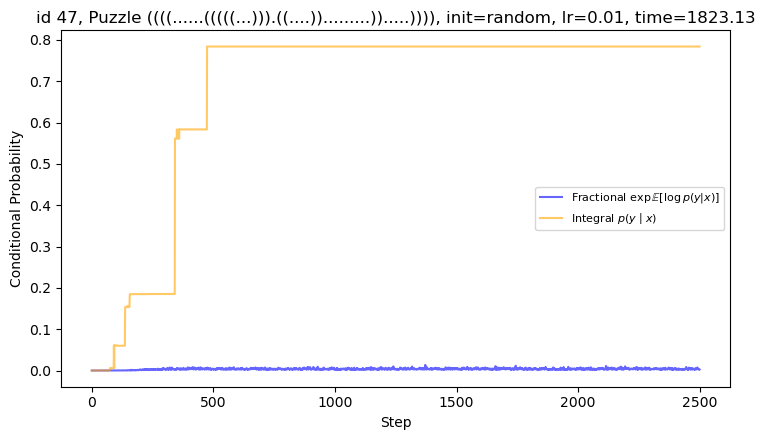 id 47, Puzzle ((((......(((((...))).((....)).........)).....)))), init=random, lr=0.01, time=1823.13
Conditional Probability
0.8
0.7
0.6
0.5
0.4
0.3
0.2
0.1
0.0
Fractional exp𝔼[log p(y|x)]
Integral p(y | x)
0 500 1000 1500 2000 2500
Step